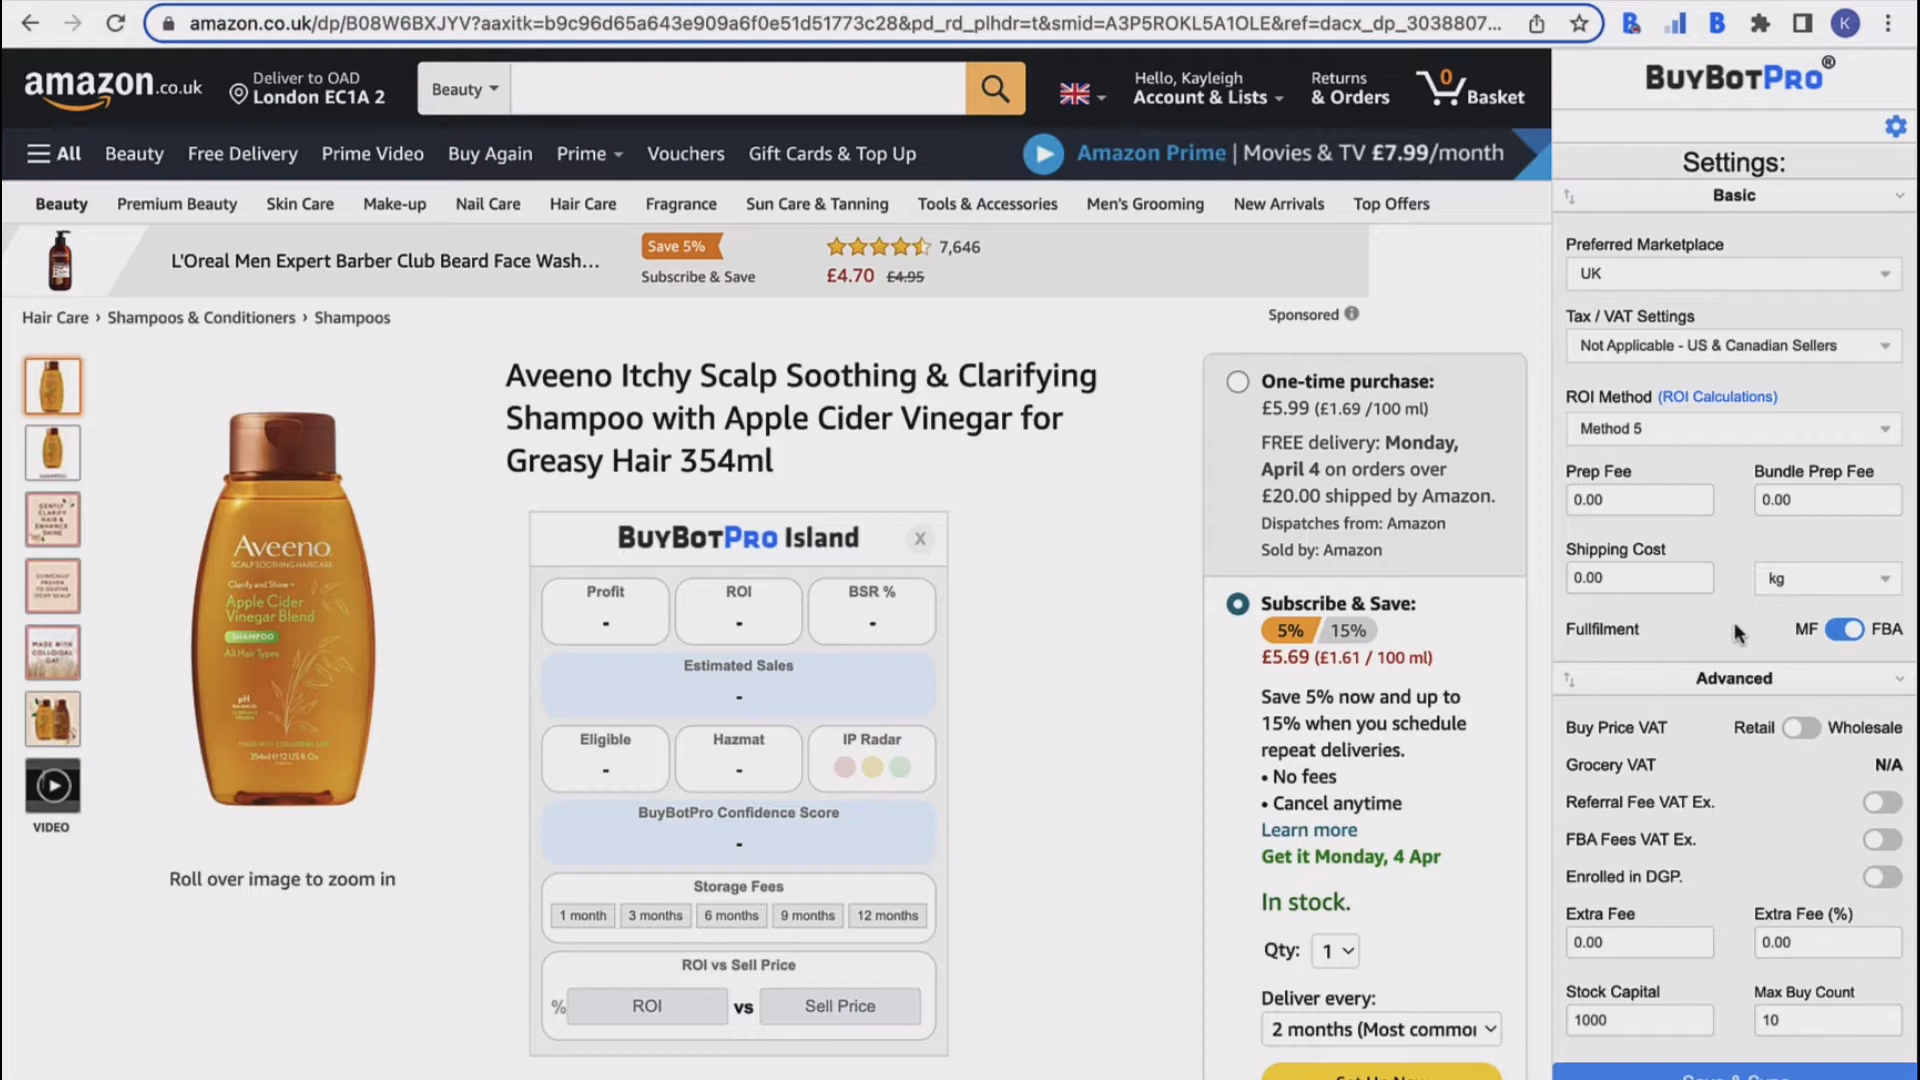 amazon.co.uk/dp/B08W6BXJYV?aaxitk=b9c96d65a643e909a6f0e51d51773c28&pd_rd_plhdr=t&smid=A3P5ROKL5A1OLE&ref=dacx_dp_3038807...
K
amazon.co.uk
Deliver to OAD
London EC1A 2
Beauty
Hello, Kayleigh
Account & Lists
Returns
& Orders
0
Basket
All
Beauty
Free Delivery
Prime Video
Buy Again
Prime
Vouchers
Gift Cards & Top Up
Amazon Prime | Movies & TV £7.99/month
Beauty
Premium Beauty
Skin Care
Make-up
Nail Care
Hair Care
Fragrance
Sun Care & Tanning
Tools & Accessories
Men's Grooming
New Arrivals
Top Offers
L'Oreal Men Expert Barber Club Beard Face Wash...
Save 5%
Subscribe & Save
7,646
£4.70 £4.95
Sponsored
Hair Care › Shampoos & Conditioners › Shampoos
VIDEO
Aveeno
SCALP SOOTHING HAIRCARE
Clarify and Shine+
Apple Cider
Vinegar Blend
SHAMPOO
All Hair Types
pH
Roll over image to zoom in
Aveeno Itchy Scalp Soothing & Clarifying
Shampoo with Apple Cider Vinegar for
Greasy Hair 354ml
BuyBotPro Island
X
Profit
-
ROI
-
BSR %
-
Estimated Sales
-
Eligible
-
Hazmat
-
IP Radar
BuyBotPro Confidence Score
-
Storage Fees
1 month
3 months
6 months
9 months
12 months
ROI vs Sell Price
% ROI vs Sell Price
One-time purchase:
£5.99 (£1.69 /100 ml)
FREE delivery: Monday,
April 4 on orders over
£20.00 shipped by Amazon.
Dispatches from: Amazon
Sold by: Amazon
Subscribe & Save:
5% 15%
£5.69 (£1.61 / 100 ml)
Save 5% now and up to
15% when you schedule
repeat deliveries.
• No fees
• Cancel anytime
Learn more
Get it Monday, 4 Apr
In stock.
Qty: 1
Deliver every:
2 months (Most common
BuyBotPro®
Settings:
Basic
Preferred Marketplace
UK
Tax / VAT Settings
Not Applicable - US & Canadian Sellers
ROI Method (ROI Calculations)
Method 5
Prep Fee
0.00
Bundle Prep Fee
0.00
Shipping Cost
0.00
kg
Fullfilment
MF
FBA
Advanced
Buy Price VAT
Retail
Wholesale
Grocery VAT
N/A
Referral Fee VAT Ex.
FBA Fees VAT Ex.
Enrolled in DGP.
Extra Fee
0.00
Extra Fee (%)
0.00
Stock Capital
1000
Max Buy Count
10